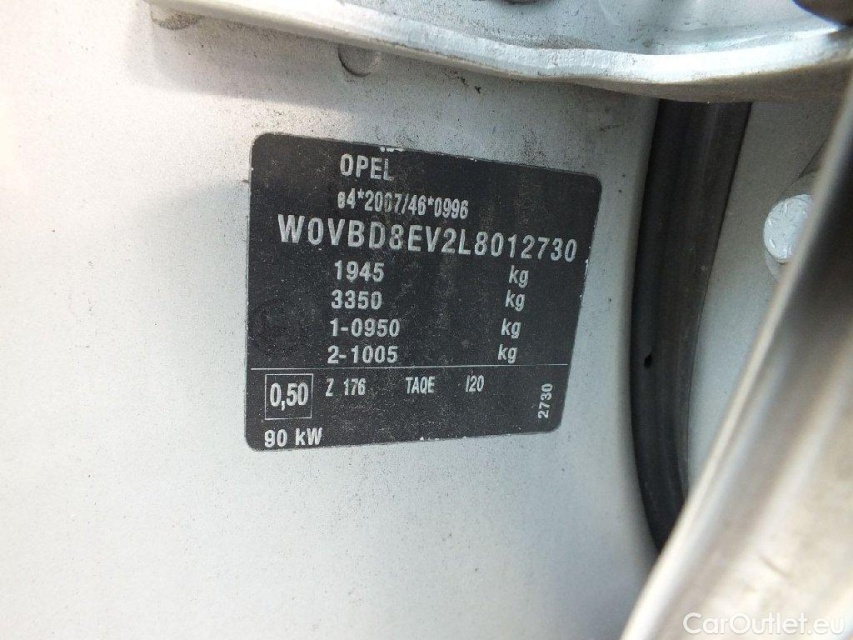 OPEL
e4*2007/46*0996
W0VBD8EV2L8012730
1945 kg
3350 kg
1-0950 kg
2-1005 kg
0,50 Z 176 TAQE I20
2730
90 kW
CarOutlet.eu